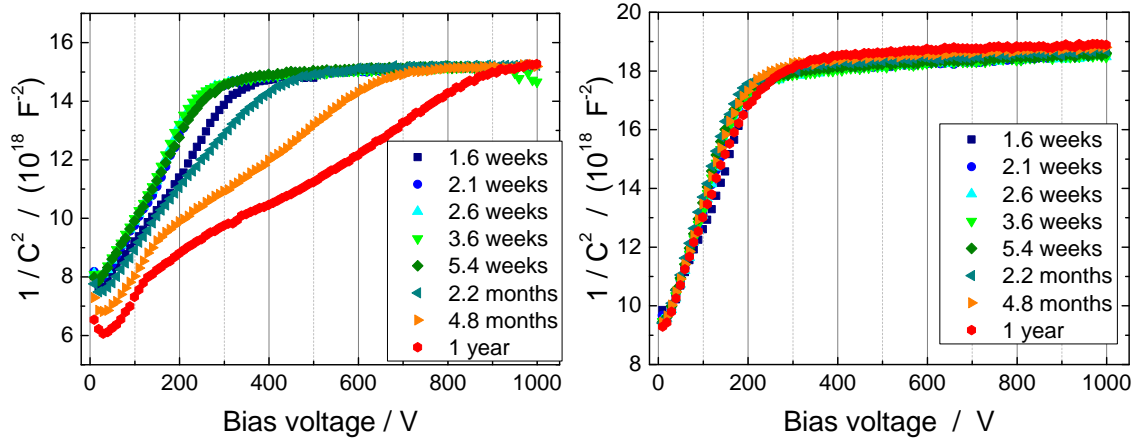 1 / C² / (10¹⁸ F⁻²)
16
14
12
10
8
6
1.6 weeks
2.1 weeks
2.6 weeks
3.6 weeks
5.4 weeks
2.2 months
4.8 months
1 year
0 200 400 600 800 1000
Bias voltage / V
1 / C² / (10¹⁸ F⁻²)
20
18
16
14
12
10
8
1.6 weeks
2.1 weeks
2.6 weeks
3.6 weeks
5.4 weeks
2.2 months
4.8 months
1 year
0 200 400 600 800 1000
Bias voltage / V